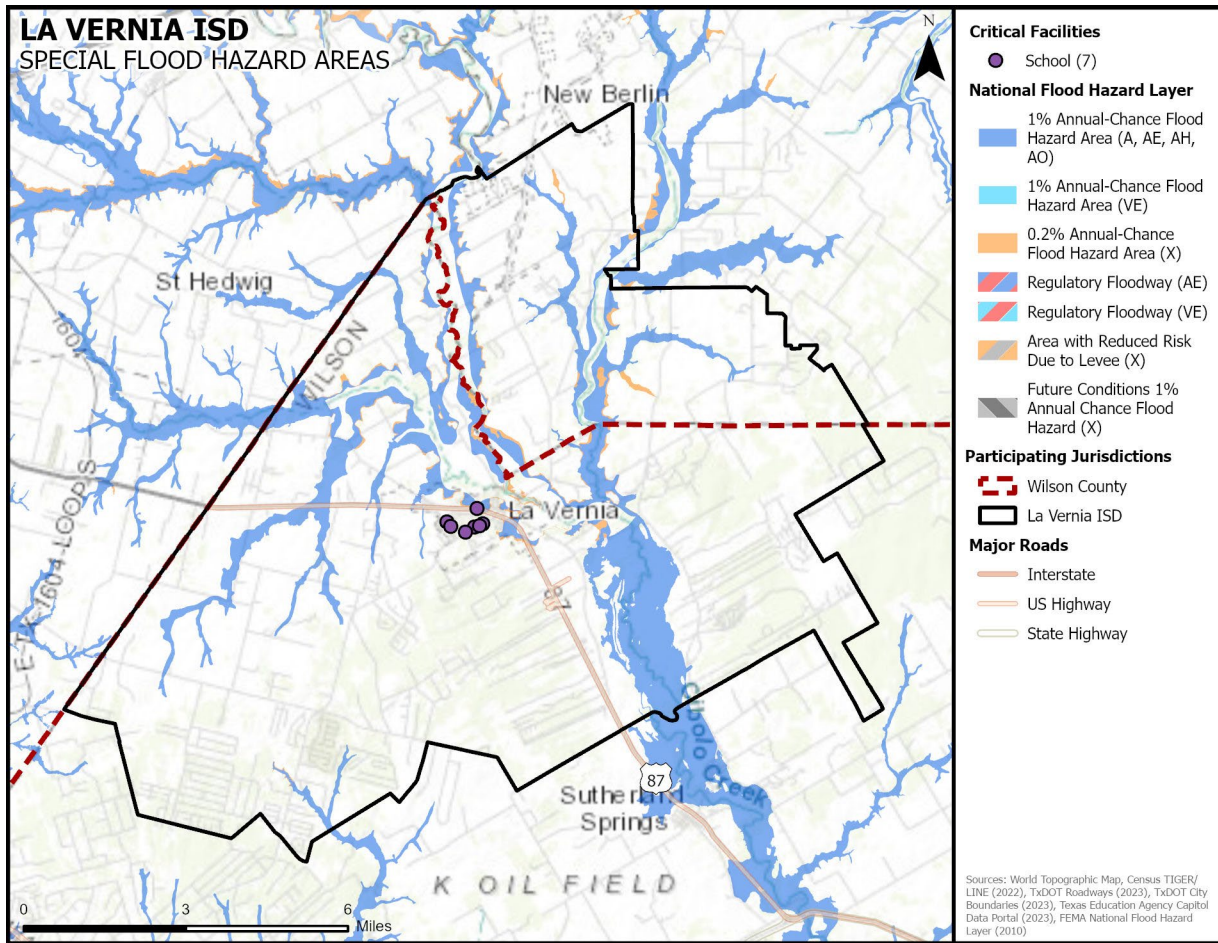 LA VERNIA ISD
SPECIAL FLOOD HAZARD AREAS
N
New Berlin
St Hedwig
WILSON
1604
E-TX-1604-LOOP S
La Vernia
87
Cibolo Creek
87
Sutherland
Springs
K OIL FIELD
0 3 6
Miles
Critical Facilities
School (7)
National Flood Hazard Layer
1% Annual-Chance Flood
Hazard Area (A, AE, AH,
AO)
1% Annual-Chance Flood
Hazard Area (VE)
0.2% Annual-Chance
Flood Hazard Area (X)
Regulatory Floodway (AE)
Regulatory Floodway (VE)
Area with Reduced Risk
Due to Levee (X)
Future Conditions 1%
Annual Chance Flood
Hazard (X)
Participating Jurisdictions
Wilson County
La Vernia ISD
Major Roads
Interstate
US Highway
State Highway
Sources: World Topographic Map, Census TIGER/
LINE (2022), TxDOT Roadways (2023), TxDOT City
Boundaries (2023), Texas Education Agency Capitol
Data Portal (2023), FEMA National Flood Hazard
Layer (2010)